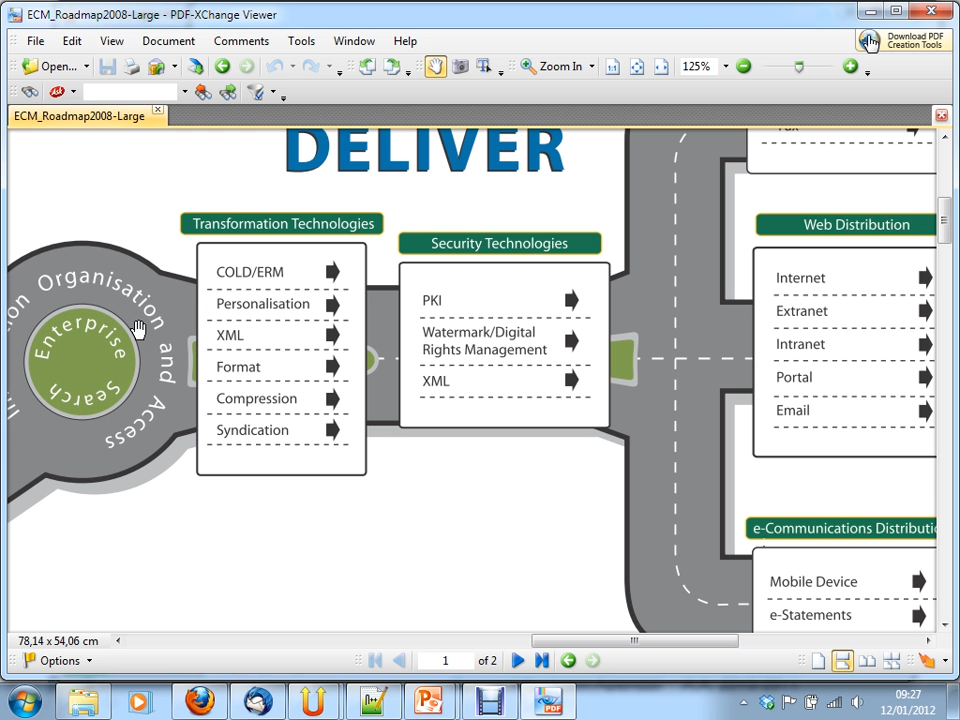 ECM_Roadmap2008-Large - PDF-XChange Viewer
File Edit View Document Comments Tools Window Help
Download PDF
Creation Tools
Open...
Zoom In
125%
Ask
ECM_Roadmap2008-Large
DELIVER
Tax
Transformation Technologies
COLD/ERM
Personalisation
XML
Format
Compression
Syndication
Security Technologies
PKI
Watermark/Digital
Rights Management
XML
Web Distribution
Internet
Extranet
Intranet
Portal
Email
Organisation and Access
Enterprise
Search
e-Communications Distributi
Mobile Device
e-Statements
78,14 x 54,06 cm
Options
1 of 2
PDF
09:27
12/01/2012